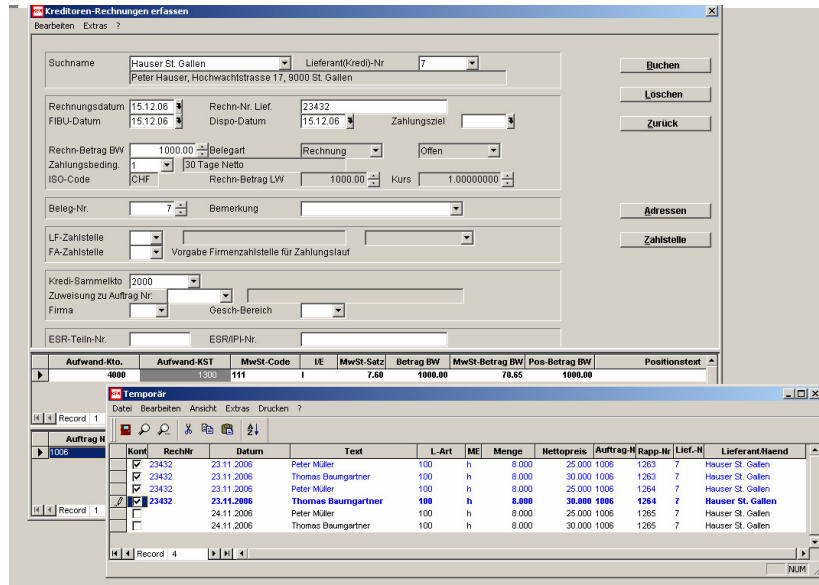 Kreditoren-Rechnungen erfassen
Bearbeiten Extras ?
Suchname Hauser St. Gallen Lieferant(Kredi)-Nr 7
Peter Hauser, Hochwachtstrasse 17, 9000 St. Gallen
Buchen
Löschen
Zurück
Rechnungsdatum 15.12.06 Rechn-Nr. Lief. 23432
FIBU-Datum 15.12.06 Dispo-Datum 15.12.06 Zahlungsziel
Rechn-Betrag BW 1000.00 Belegart Rechnung Offen
Zahlungsbeding. 1 30 Tage Netto
ISO-Code CHF Rechn-Betrag LW 1000.00 Kurs 1.00000000
Beleg-Nr. 7 Bemerkung
Adressen
Zahlstelle
LF-Zahlstelle
FA-Zahlstelle Vorgabe Firmenzahlstelle für Zahlungslauf
Kredi-Sammelkto 2000
Zuweisung zu Auftrag Nr:
Firma Gesch-Bereich
ESR-Teiln-Nr. ESR/IPI-Nr.
Aufwand-Kto. Aufwand-KST MwSt-Code I/E MwSt-Satz Betrag BW MwSt-Betrag BW Pos-Betrag BW Positionstext
4000 1300 111 I 7.60 1000.00 70.65 1000.00
Record 1
Auftrag N
1006
Record 1
Temporär
Datei Bearbeiten Ansicht Extras Drucken ?
Kont RechNr Datum Text L-Art ME Menge Nettopreis Auftrag-N Rapp-Nr Lief.-N Lieferant/Haend
23432 23.11.2006 Peter Müller 100 h 8.000 25.000 1006 1263 7 Hauser St. Gallen
23432 23.11.2006 Thomas Baumgartner 100 h 8.000 30.000 1006 1263 7 Hauser St. Gallen
23432 23.11.2006 Peter Müller 100 h 8.000 25.000 1006 1264 7 Hauser St. Gallen
23432 23.11.2006 Thomas Baumgartner 100 h 8.000 30.000 1006 1264 7 Hauser St. Gallen
24.11.2006 Peter Müller 100 h 8.000 25.000 1006 1265 7 Hauser St. Gallen
24.11.2006 Thomas Baumgartner 100 h 8.000 30.000 1006 1265 7 Hauser St. Gallen
Record 4
NUM